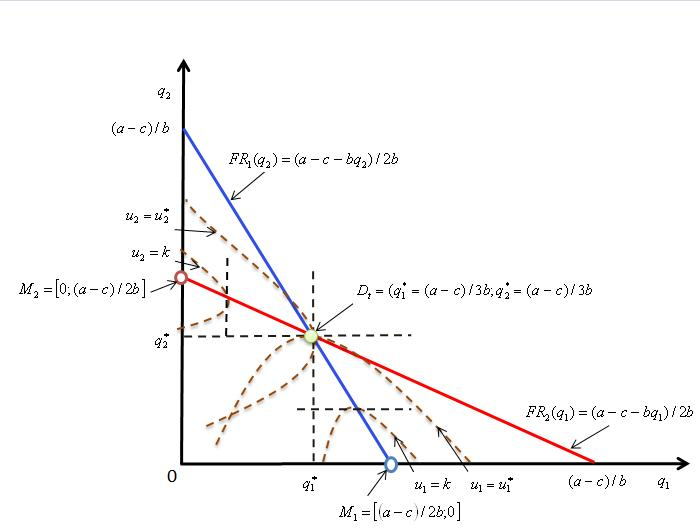 q₂
(a − c) / b
FR₁(q₂) = (a − c − bq₂) / 2b
u₂ = u₂*
u₂ = k
M₂ = [0; (a − c) / 2b]
Dₜ = (q₁* = (a − c) / 3b; q₂* = (a − c) / 3b
q₂*
FR₂(q₁) = (a − c − bq₁) / 2b
0
q₁*
u₁ = k
u₁ = u₁*
(a − c) / b
q₁
M₁ = [(a − c) / 2b; 0]